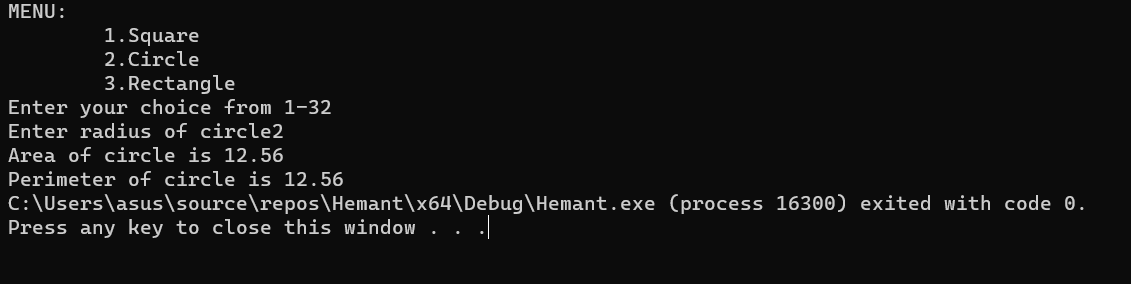 MENU:
1.Square
2.Circle
3.Rectangle
Enter your choice from 1-32
Enter radius of circle2
Area of circle is 12.56
Perimeter of circle is 12.56
C:\Users\asus\source\repos\Hemant\x64\Debug\Hemant.exe (process 16300) exited with code 0.
Press any key to close this window . . .